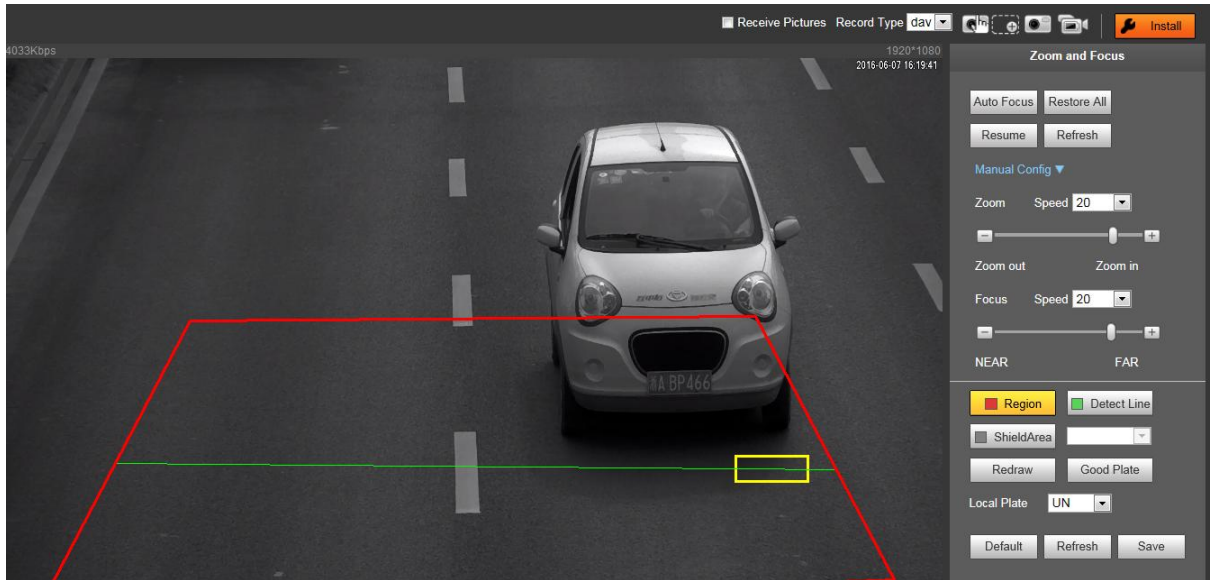 Receive Pictures Record Type dav Install
4033Kbps 1920*1080
2016-06-07 16:19:41
Zoom and Focus
Auto Focus Restore All
Resume Refresh
Manual Config ▼
Zoom Speed 20
Zoom out Zoom in
Focus Speed 20
NEAR FAR
A BP466
Region Detect Line
ShieldArea
Redraw Good Plate
Local Plate UN
Default Refresh Save